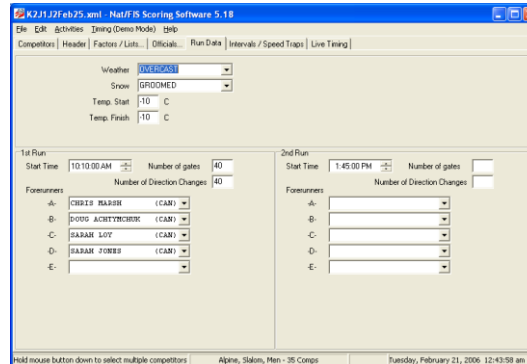 K2J1J2Feb25.xml - Nat/FIS Scoring Software 5.18
File Edit Activities Timing (Demo Mode) Help
Competitors Header Factors / Lists... Officials... Run Data Intervals / Speed Traps Live Timing
Weather OVERCAST
Snow GROOMED
Temp. Start -10 C
Temp. Finish -10 C
1st Run
Start Time 10:10:00 AM Number of gates 40
Number of Direction Changes 40
Forerunners
-A- CHRIS MARSH (CAN)
-B- DOUG ACHTYMCHUK (CAN)
-C- SARAH LOY (CAN)
-D- SARAH JONES (CAN)
-E-
2nd Run
Start Time 1:45:00 PM Number of gates
Number of Direction Changes
Forerunners
-A-
-B-
-C-
-D-
-E-
Hold mouse button down to select multiple competitors Alpine, Slalom, Men - 35 Comps Tuesday, February 21, 2006 12:43:58 am